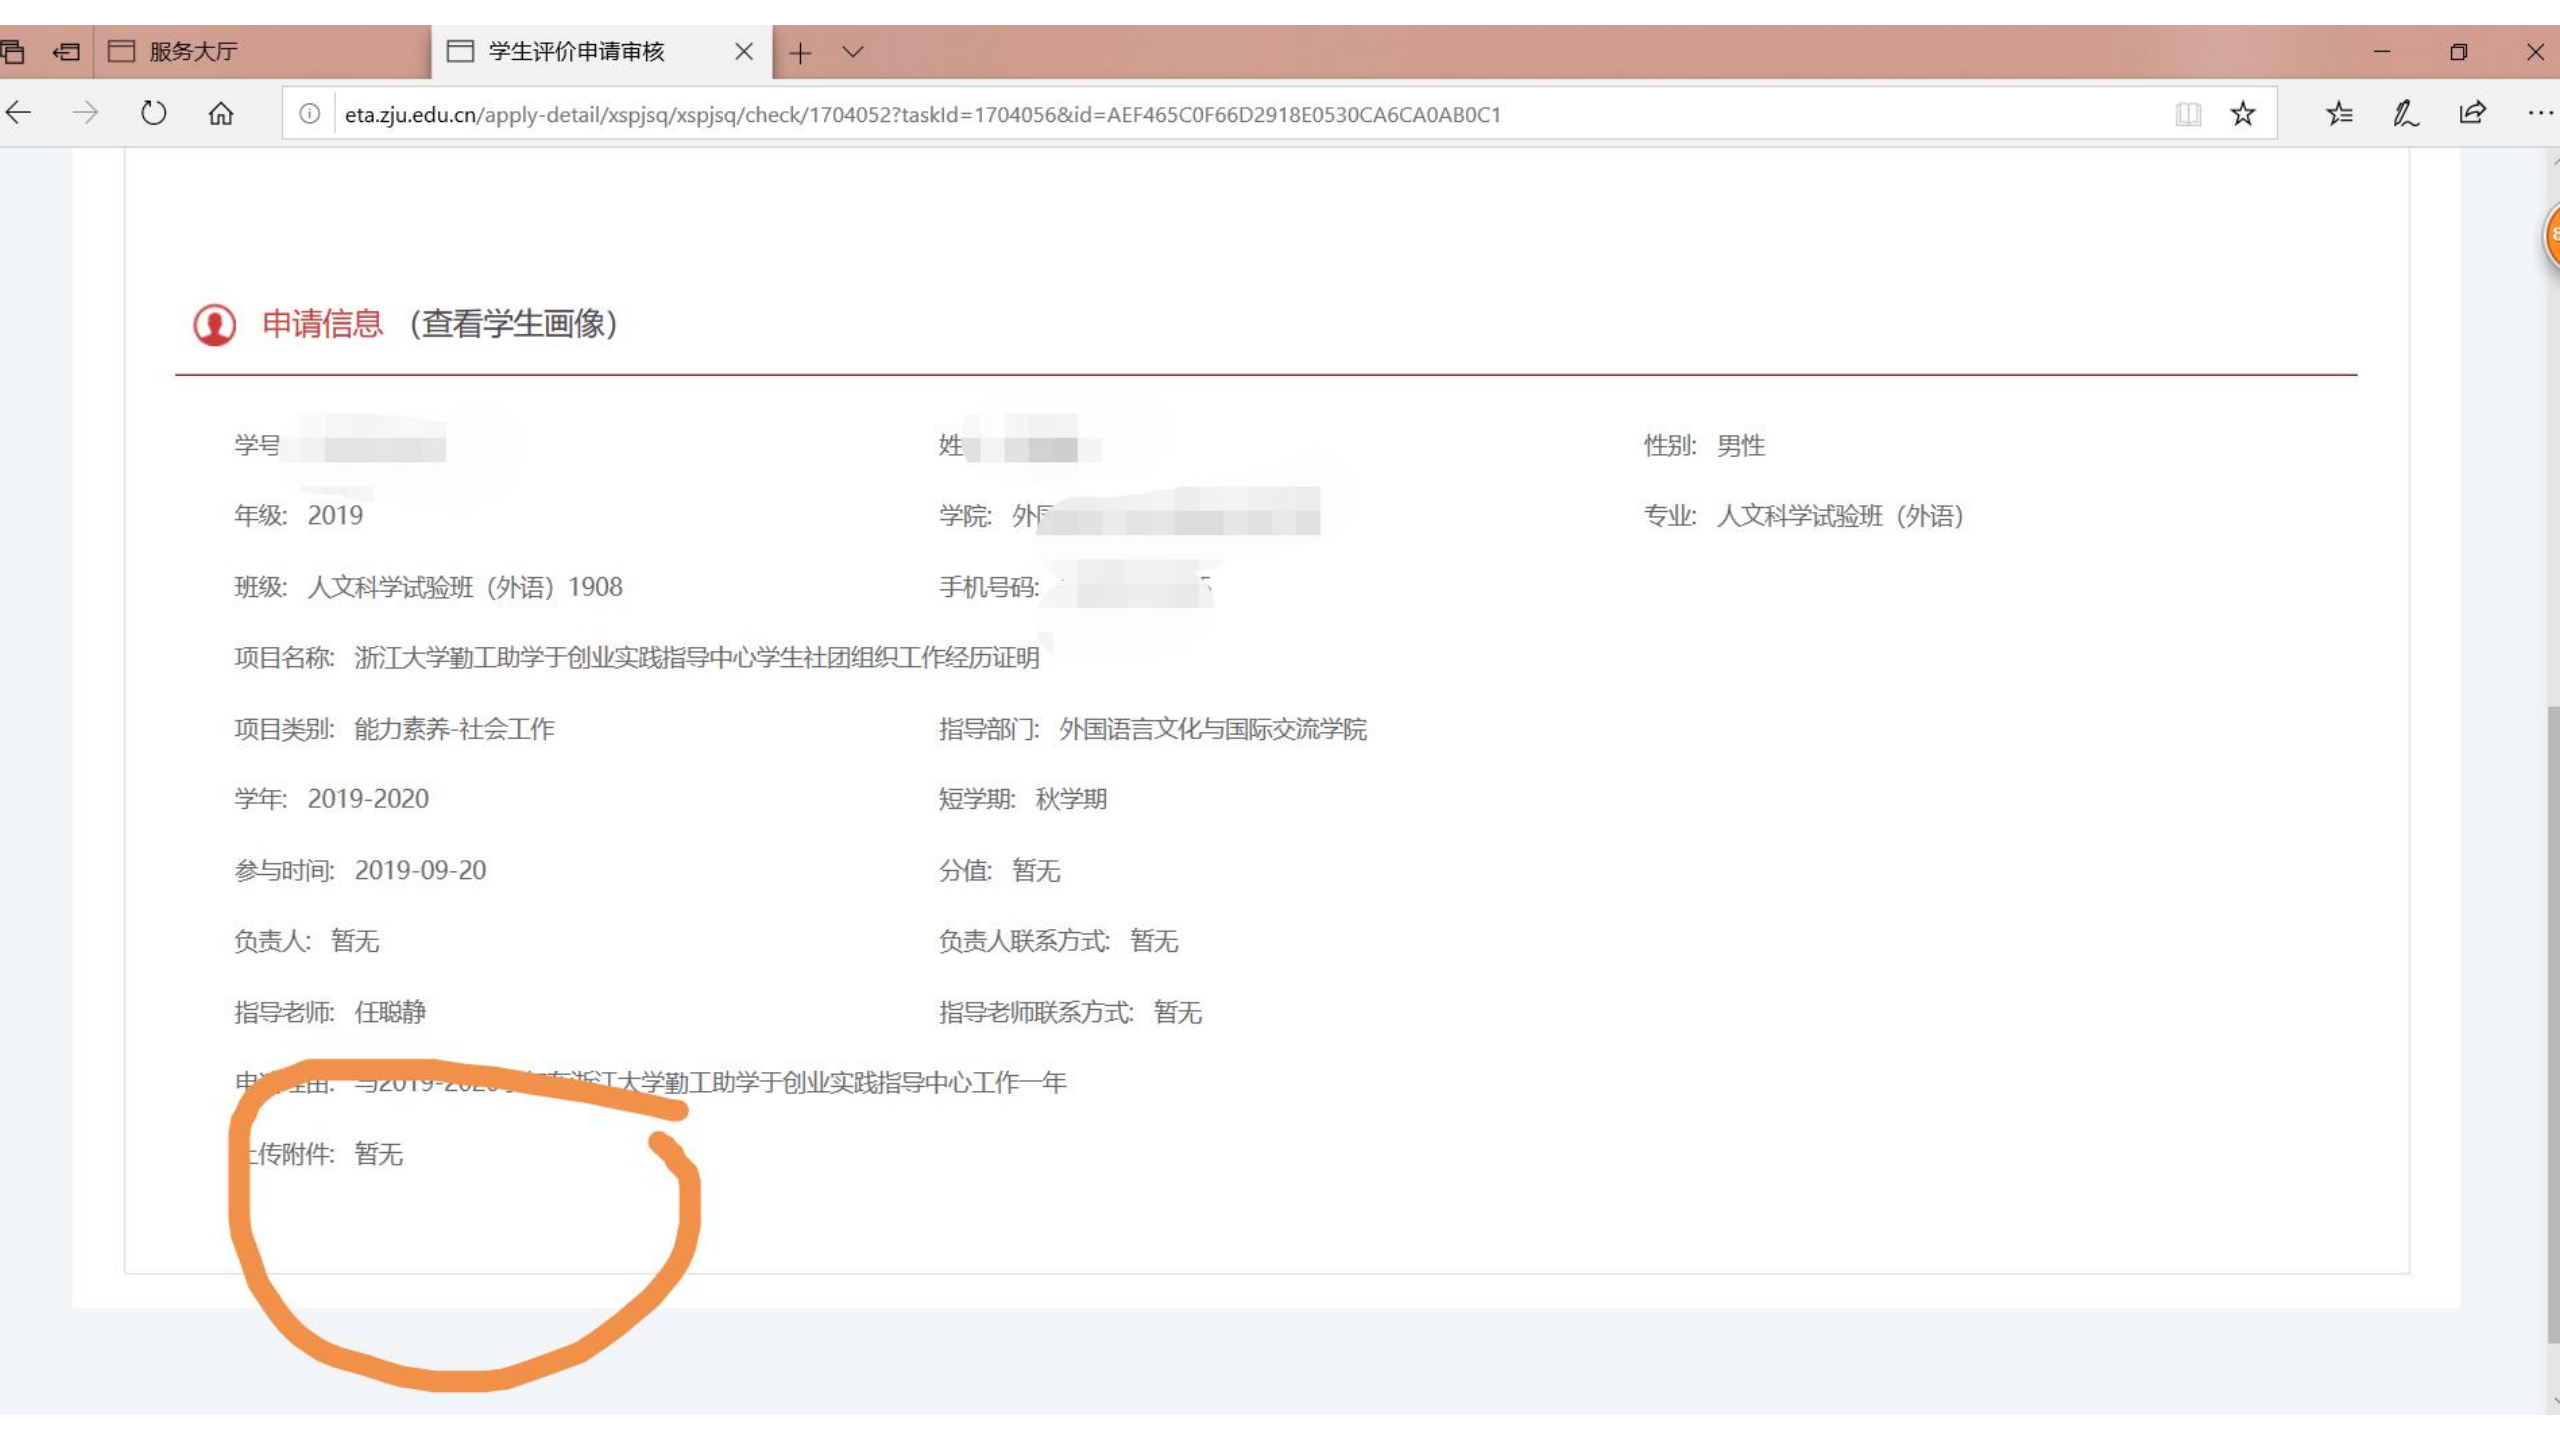 服务大厅
学生评价申请审核
eta.zju.edu.cn/apply-detail/xspjsq/xspjsq/check/1704052?taskId=1704056&id=AEF465C0F66D2918E0530CA6CA0AB0C1
申请信息 (查看学生画像)
学号 姓 性别: 男性
年级: 2019 学院: 外 专业: 人文科学试验班 (外语)
班级: 人文科学试验班 (外语) 1908 手机号码:
项目名称: 浙江大学勤工助学于创业实践指导中心学生社团组织工作经历证明
项目类别: 能力素养-社会工作 指导部门: 外国语言文化与国际交流学院
学年: 2019-2020 短学期: 秋学期
参与时间: 2019-09-20 分值: 暂无
负责人: 暂无 负责人联系方式: 暂无
指导老师: 任聪静 指导老师联系方式: 暂无
浙江大学勤工助学于创业实践指导中心工作一年
传附件: 暂无